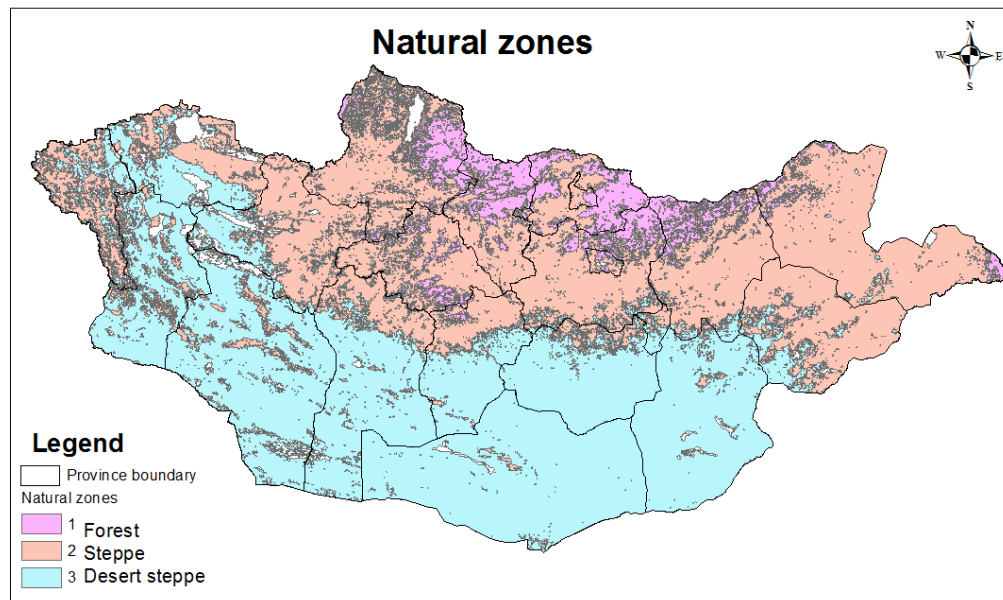 Natural zones
N
W E
S
Legend
Province boundary
Natural zones
1 Forest
2 Steppe
3 Desert steppe